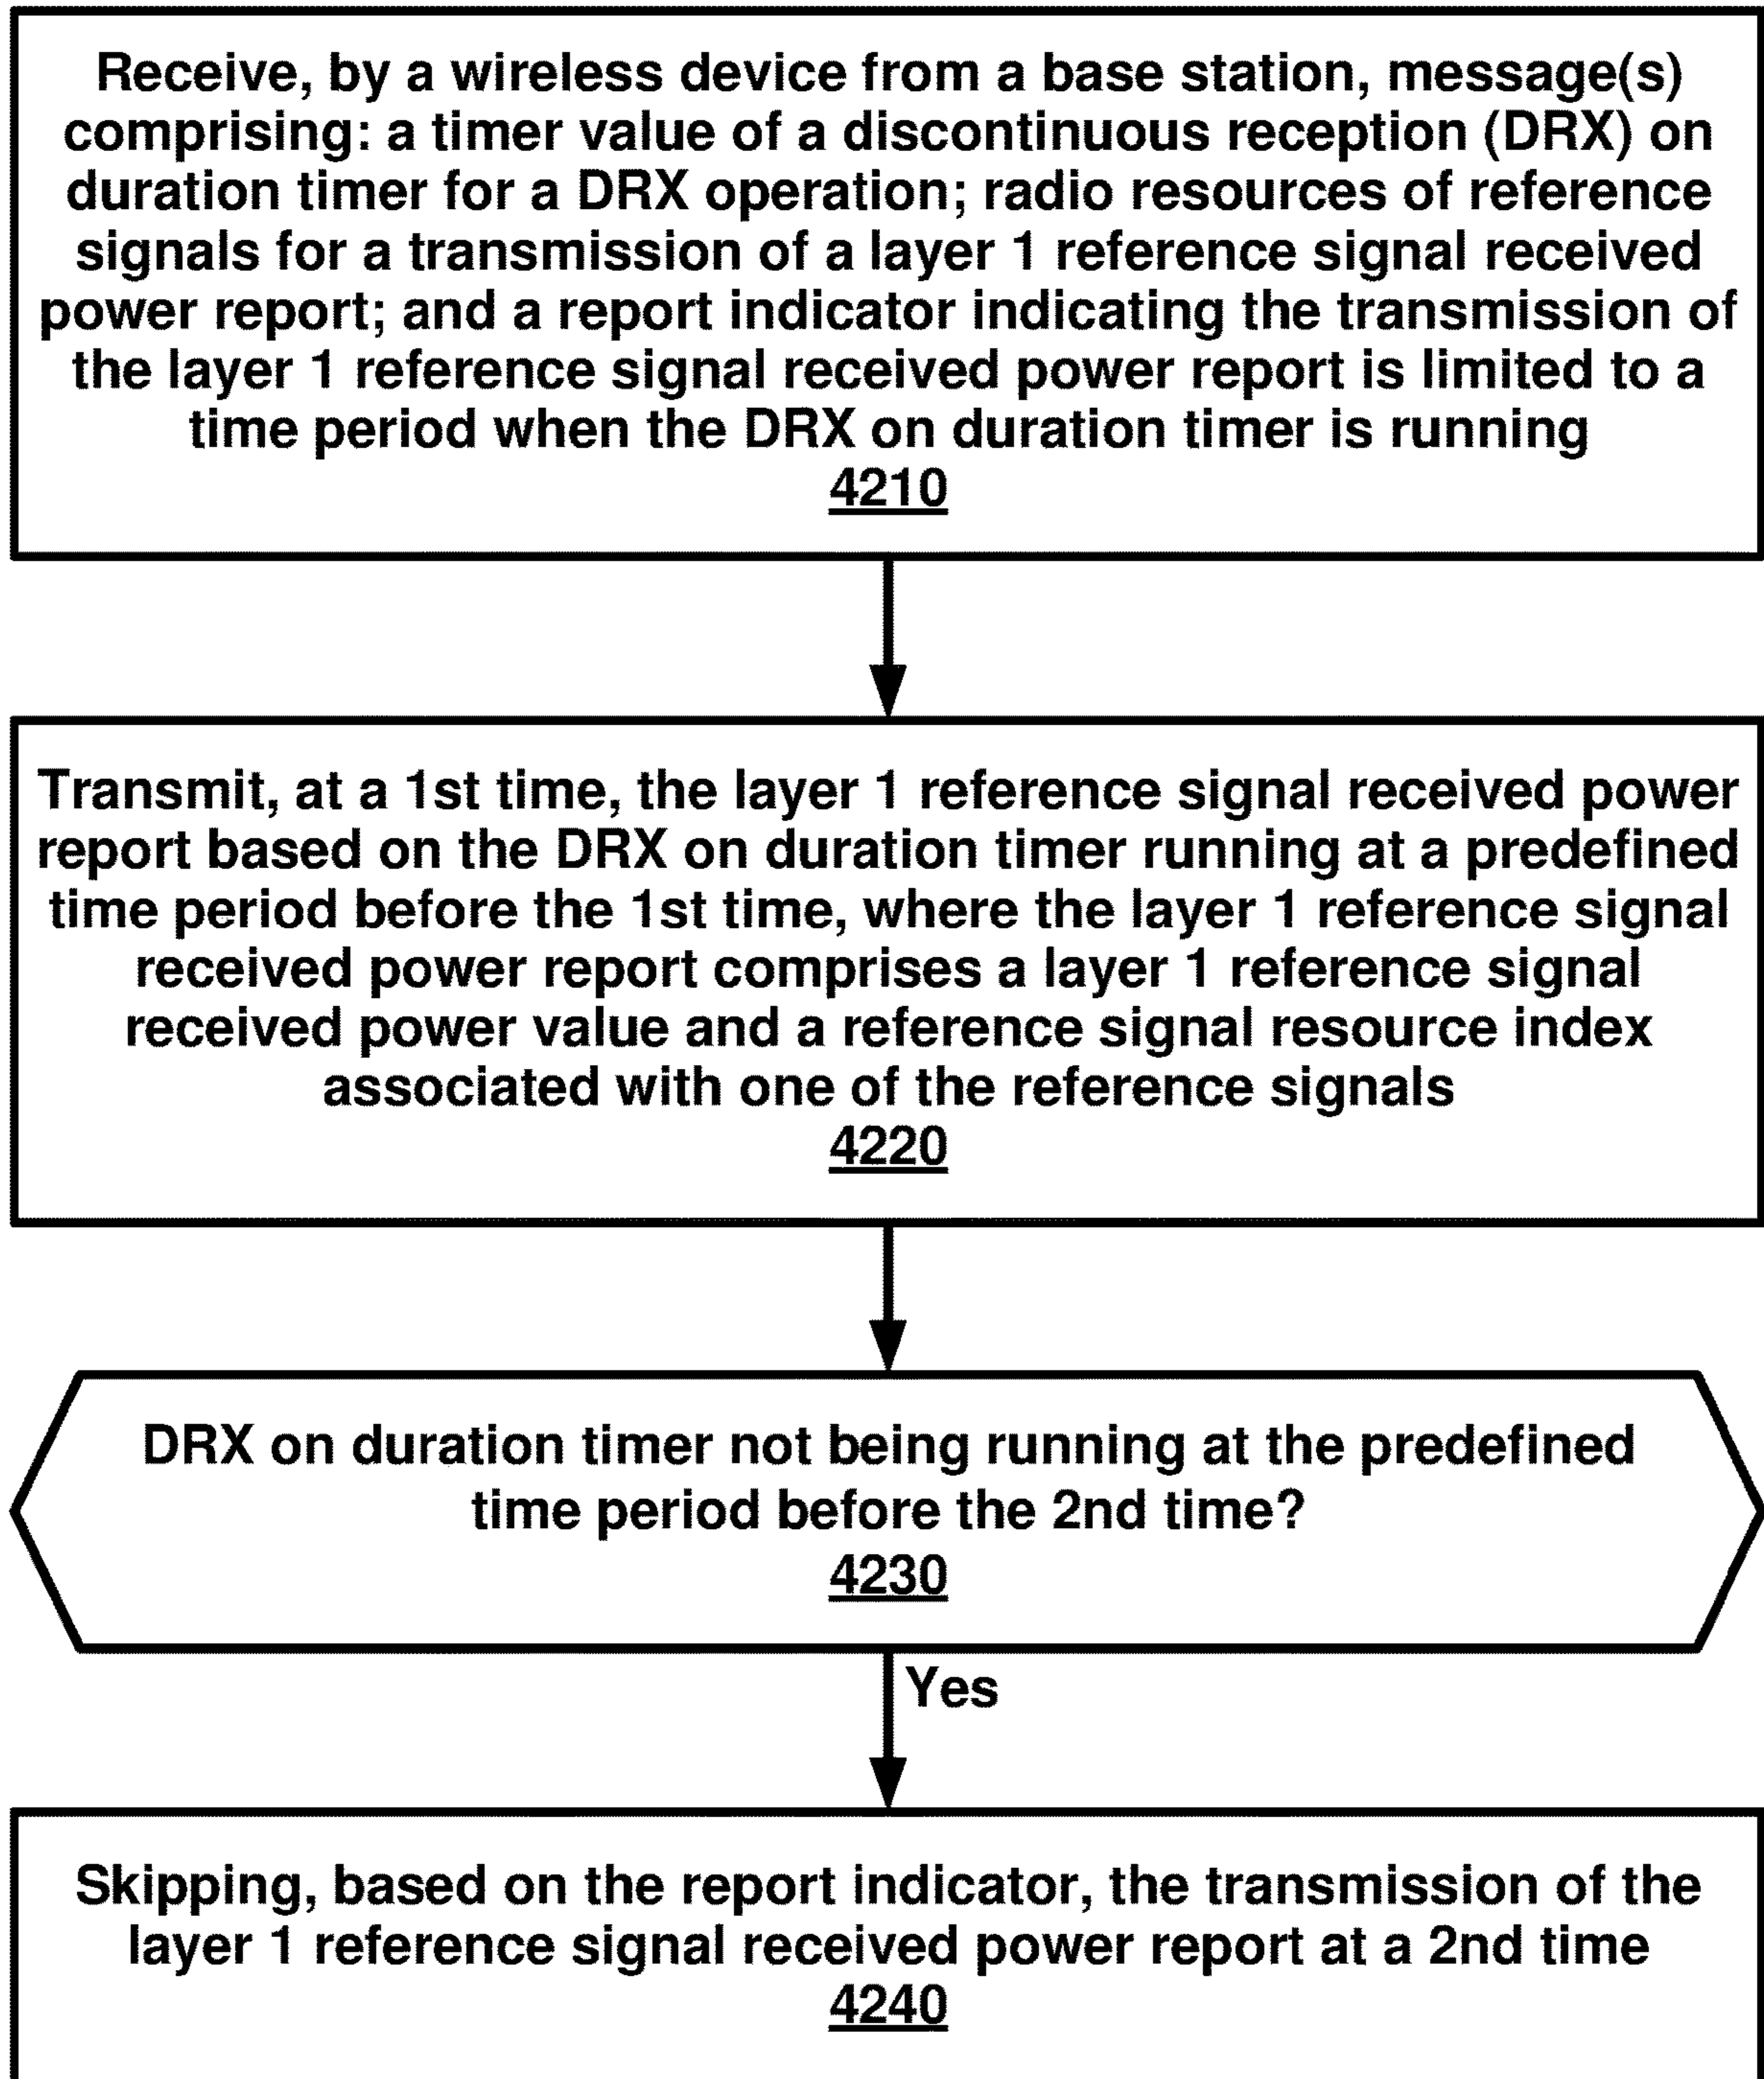 Receive, by a wireless device from a base station, message(s)
comprising: a timer value of a discontinuous reception (DRX) on
duration timer for a DRX operation; radio resources of reference
signals for a transmission of a layer 1 reference signal received
power report; and a report indicator indicating the transmission of
the layer 1 reference signal received power report is limited to a
time period when the DRX on duration timer is running
4210
Transmit, at a 1st time, the layer 1 reference signal received power
report based on the DRX on duration timer running at a predefined
time period before the 1st time, where the layer 1 reference signal
received power report comprises a layer 1 reference signal
received power value and a reference signal resource index
associated with one of the reference signals
4220
DRX on duration timer not being running at the predefined
time period before the 2nd time?
4230
Yes
Skipping, based on the report indicator, the transmission of the
layer 1 reference signal received power report at a 2nd time
4240